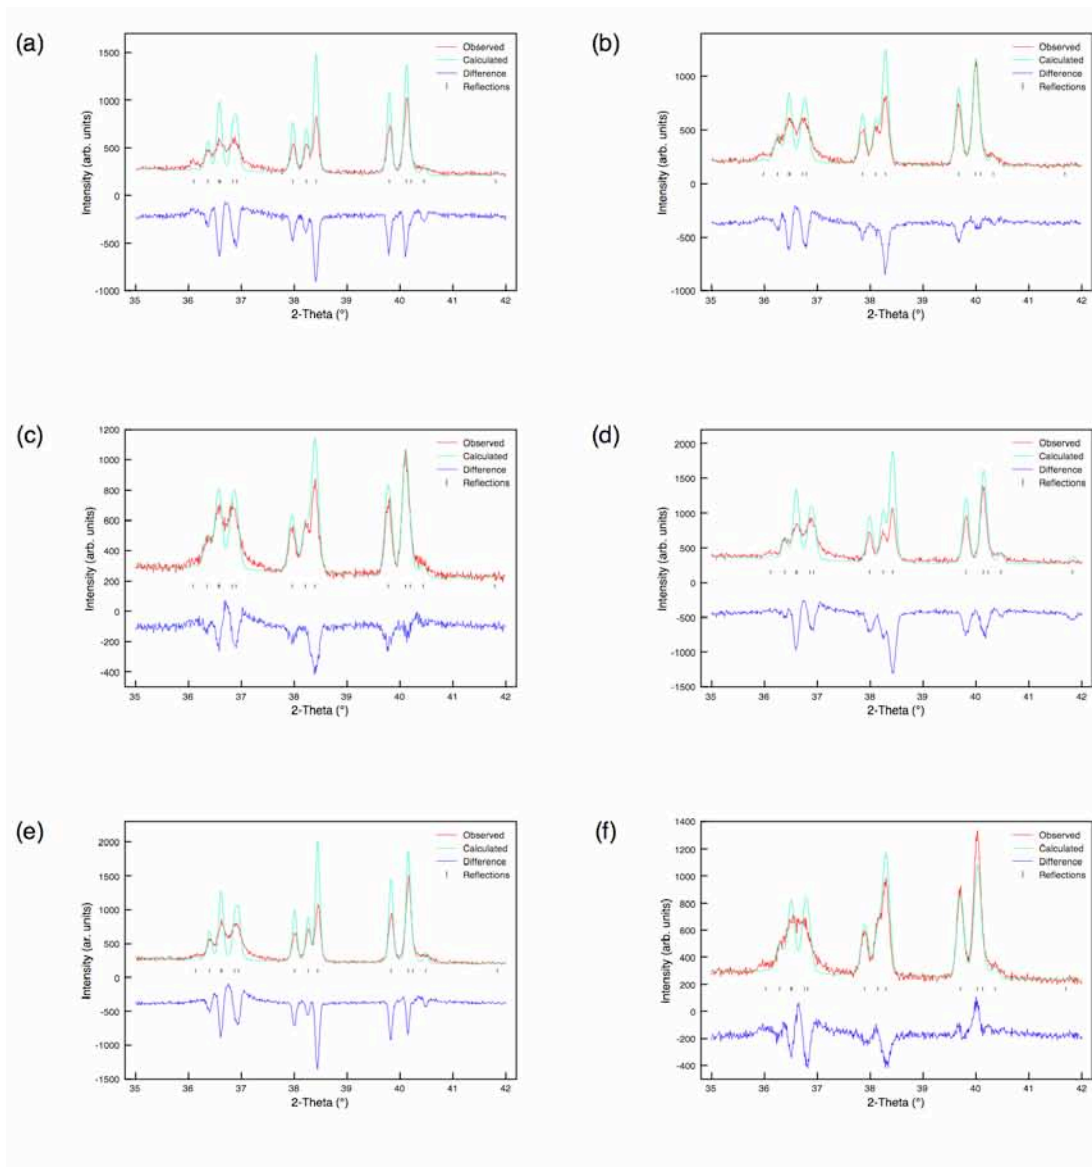 (a)
Intensity (arb. units)
1500
1000
500
0
-500
-1000
Observed
Calculated
Difference
Reflections
35 36 37 38 39 40 41 42
2-Theta (°)
(b)
Intensity (arb. units)
1000
500
0
-500
-1000
Observed
Calculated
Difference
Reflections
35 36 37 38 39 40 41 42
2-Theta (°)
(c)
Intensity (arb. units)
1200
1000
800
600
400
200
0
-200
-400
Observed
Calculated
Difference
Reflections
35 36 37 38 39 40 41 42
2-Theta (°)
(d)
Intensity (arb. units)
2000
1500
1000
500
0
-500
-1000
-1500
Observed
Calculated
Difference
Reflections
35 36 37 38 39 40 41 42
2-Theta (°)
(e)
Intensity (ar. units)
2000
1500
1000
500
0
-500
-1000
-1500
Observed
Calculated
Difference
Reflections
35 36 37 38 39 40 41 42
2-Theta (°)
(f)
Intensity (arb. units)
1400
1200
1000
800
600
400
200
0
-200
-400
Observed
Calculated
Difference
Reflections
35 36 37 38 39 40 41 42
2-Theta (°)